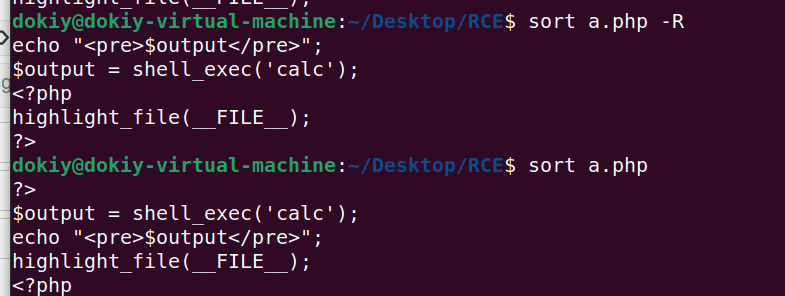 highlight_file(__FILE__);
dokiy@dokiy-virtual-machine:~/Desktop/RCE$ sort a.php -R
echo "<pre>$output</pre>";
$output = shell_exec('calc');
<?php
highlight_file(__FILE__);
?>
dokiy@dokiy-virtual-machine:~/Desktop/RCE$ sort a.php
?>
$output = shell_exec('calc');
echo "<pre>$output</pre>";
highlight_file(__FILE__);
<?php